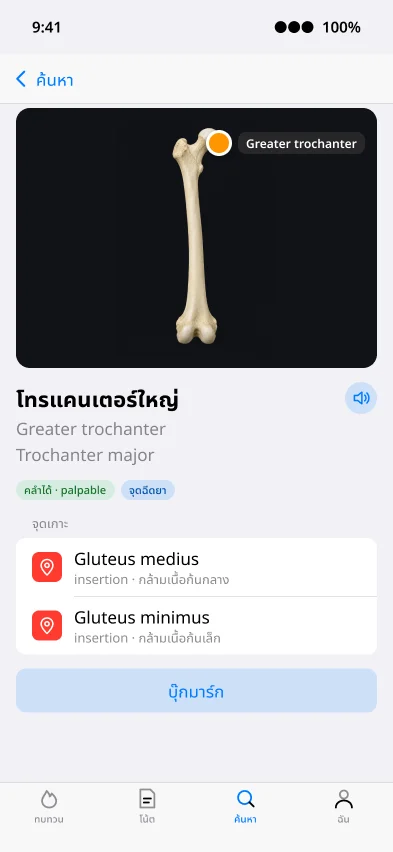 9:41
100%
ค้นหา
Greater trochanter
โทรแคนเตอร์ใหญ่
Greater trochanter
Trochanter major
คลำได้ · palpable
จุดฉีดยา
จุดเกาะ
Gluteus medius
insertion · กล้ามเนื้อก้นกลาง
Gluteus minimus
insertion · กล้ามเนื้อก้นเล็ก
บุ๊กมาร์ก
ทบทวน
โน้ต
ค้นหา
ฉัน